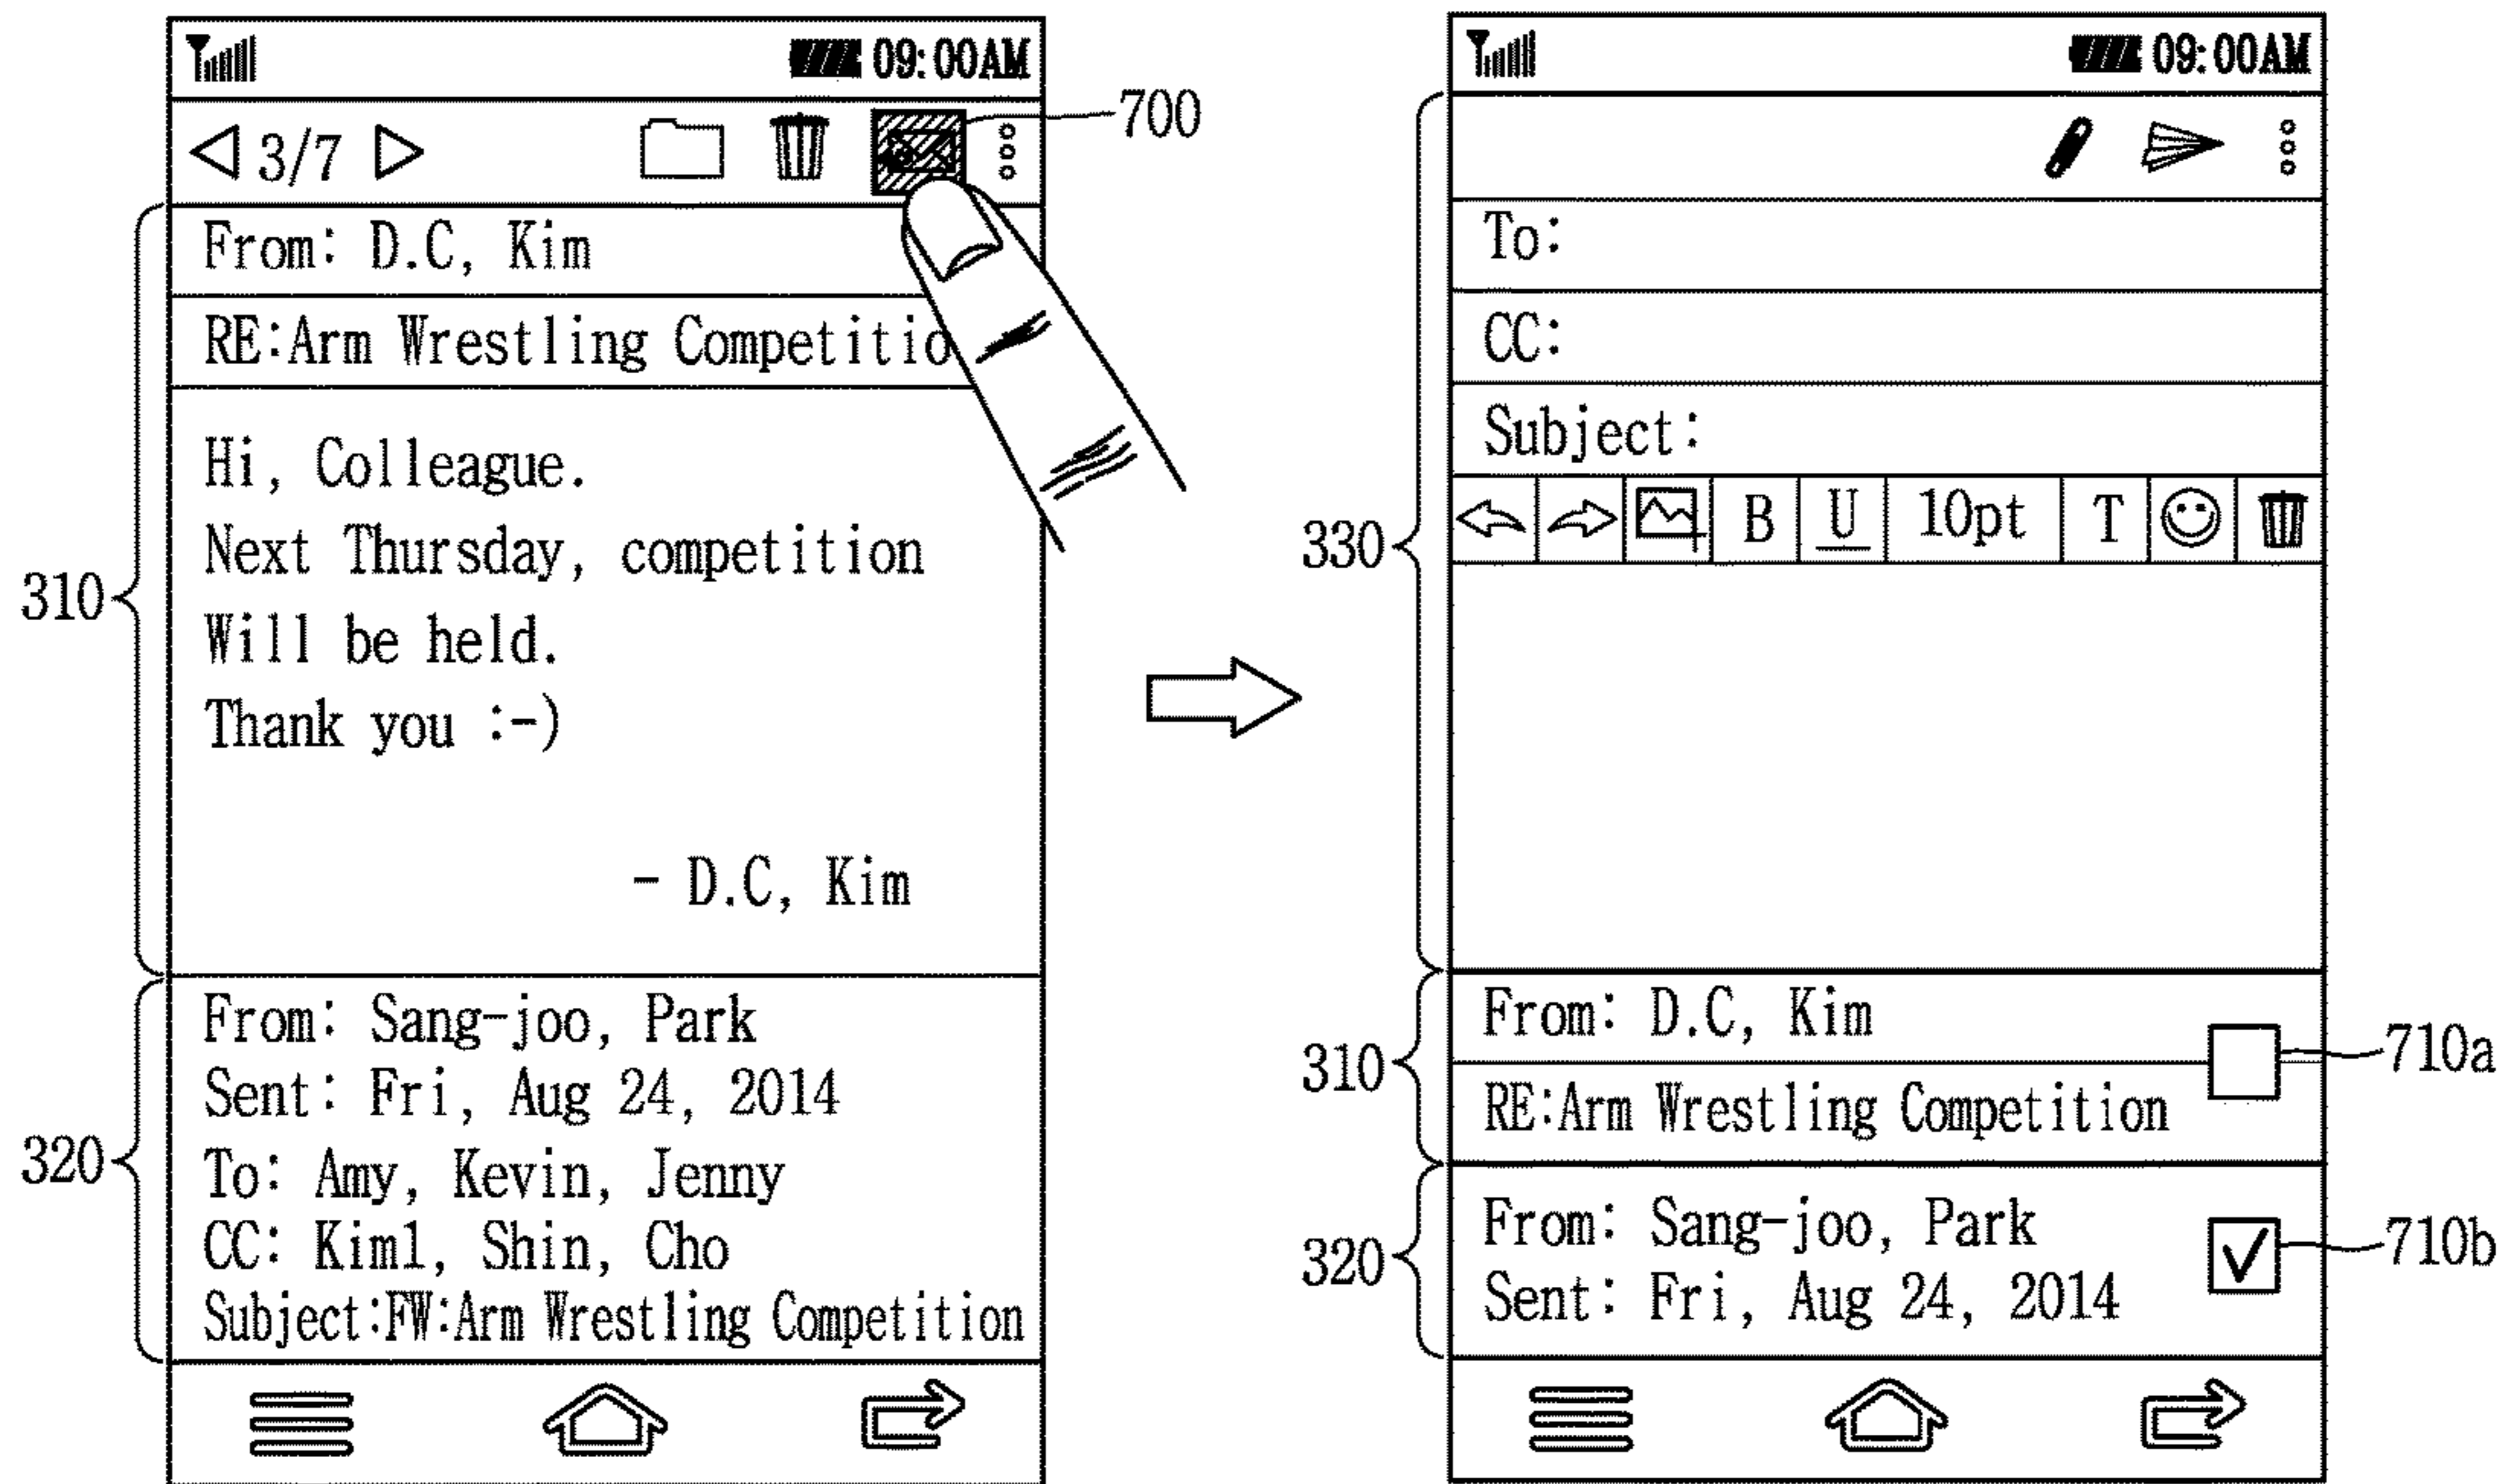 09:00AM
3/7
700
From: D.C, Kim
RE:Arm Wrestling Competitio
Hi, Colleague.
Next Thursday, competition
Will be held.
Thank you :-)
- D.C, Kim
310
From: Sang-joo, Park
Sent: Fri, Aug 24, 2014
To: Amy, Kevin, Jenny
CC: Kim1, Shin, Cho
Subject:FW:Arm Wrestling Competition
320
09:00AM
To:
CC:
Subject:
B U 10pt T
330
From: D.C, Kim
RE:Arm Wrestling Competition
310
710a
From: Sang-joo, Park
Sent: Fri, Aug 24, 2014
320
710b